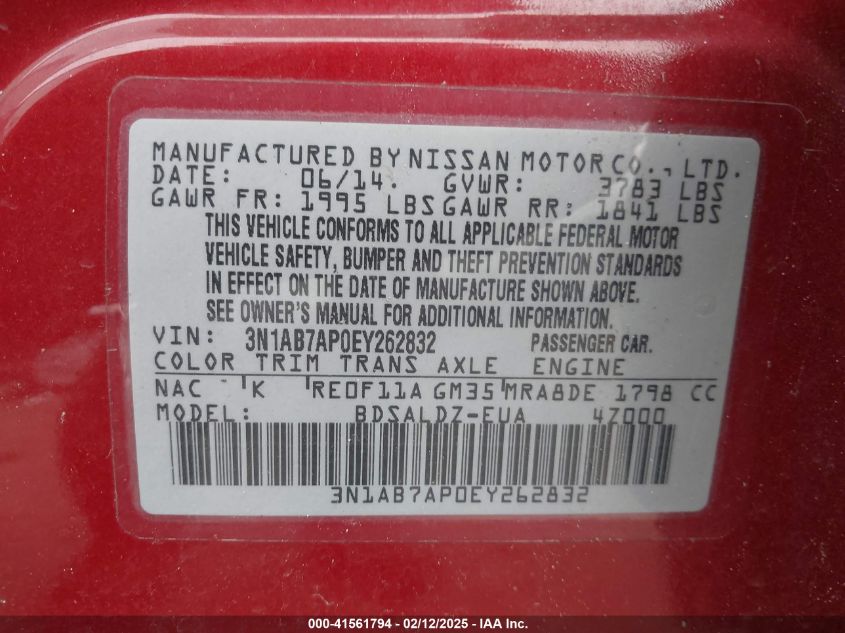 MANUFACTURED BY NISSAN MOTOR CO., LTD.
DATE: 06/14. GVWR: 3783 LBS
GAWR FR: 1995 LBS GAWR RR: 1841 LBS
THIS VEHICLE CONFORMS TO ALL APPLICABLE FEDERAL MOTOR
VEHICLE SAFETY, BUMPER AND THEFT PREVENTION STANDARDS
IN EFFECT ON THE DATE OF MANUFACTURE SHOWN ABOVE.
SEE OWNER'S MANUAL FOR ADDITIONAL INFORMATION.
VIN: 3N1AB7AP0EY262832 PASSENGER CAR.
COLOR TRIM TRANS AXLE ENGINE
NAC K RE0F11A GM35 MRA8DE 1798 CC
MODEL: BDSALDZ-EUA 4Z000
3N1AB7AP0EY262832
000-41561794 - 02/12/2025 - IAA Inc.